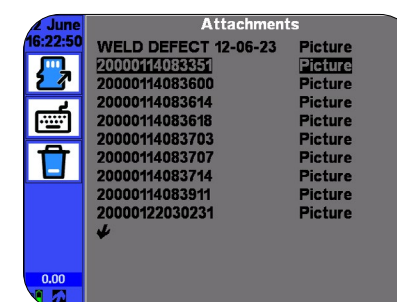 June
16:22:50
Attachments
WELD DEFECT 12-06-23 Picture
20000114083351 Picture
20000114083600 Picture
20000114083614 Picture
20000114083618 Picture
20000114083703 Picture
20000114083707 Picture
20000114083714 Picture
20000114083911 Picture
20000122030231 Picture
0.00